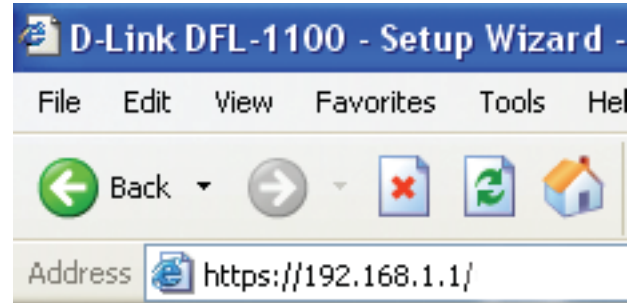 D-Link DFL-1100 - Setup Wizard -
File Edit View Favorites Tools
Back
Address https://192.168.1.1/